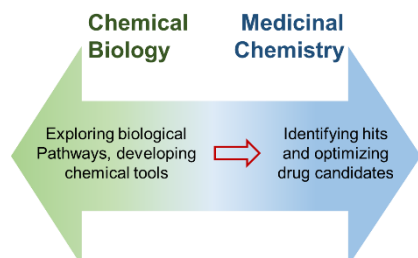 Chemical
Biology
Medicinal
Chemistry
Exploring biological
Pathways, developing
chemical tools
Identifying hits
and optimizing
drug candidates